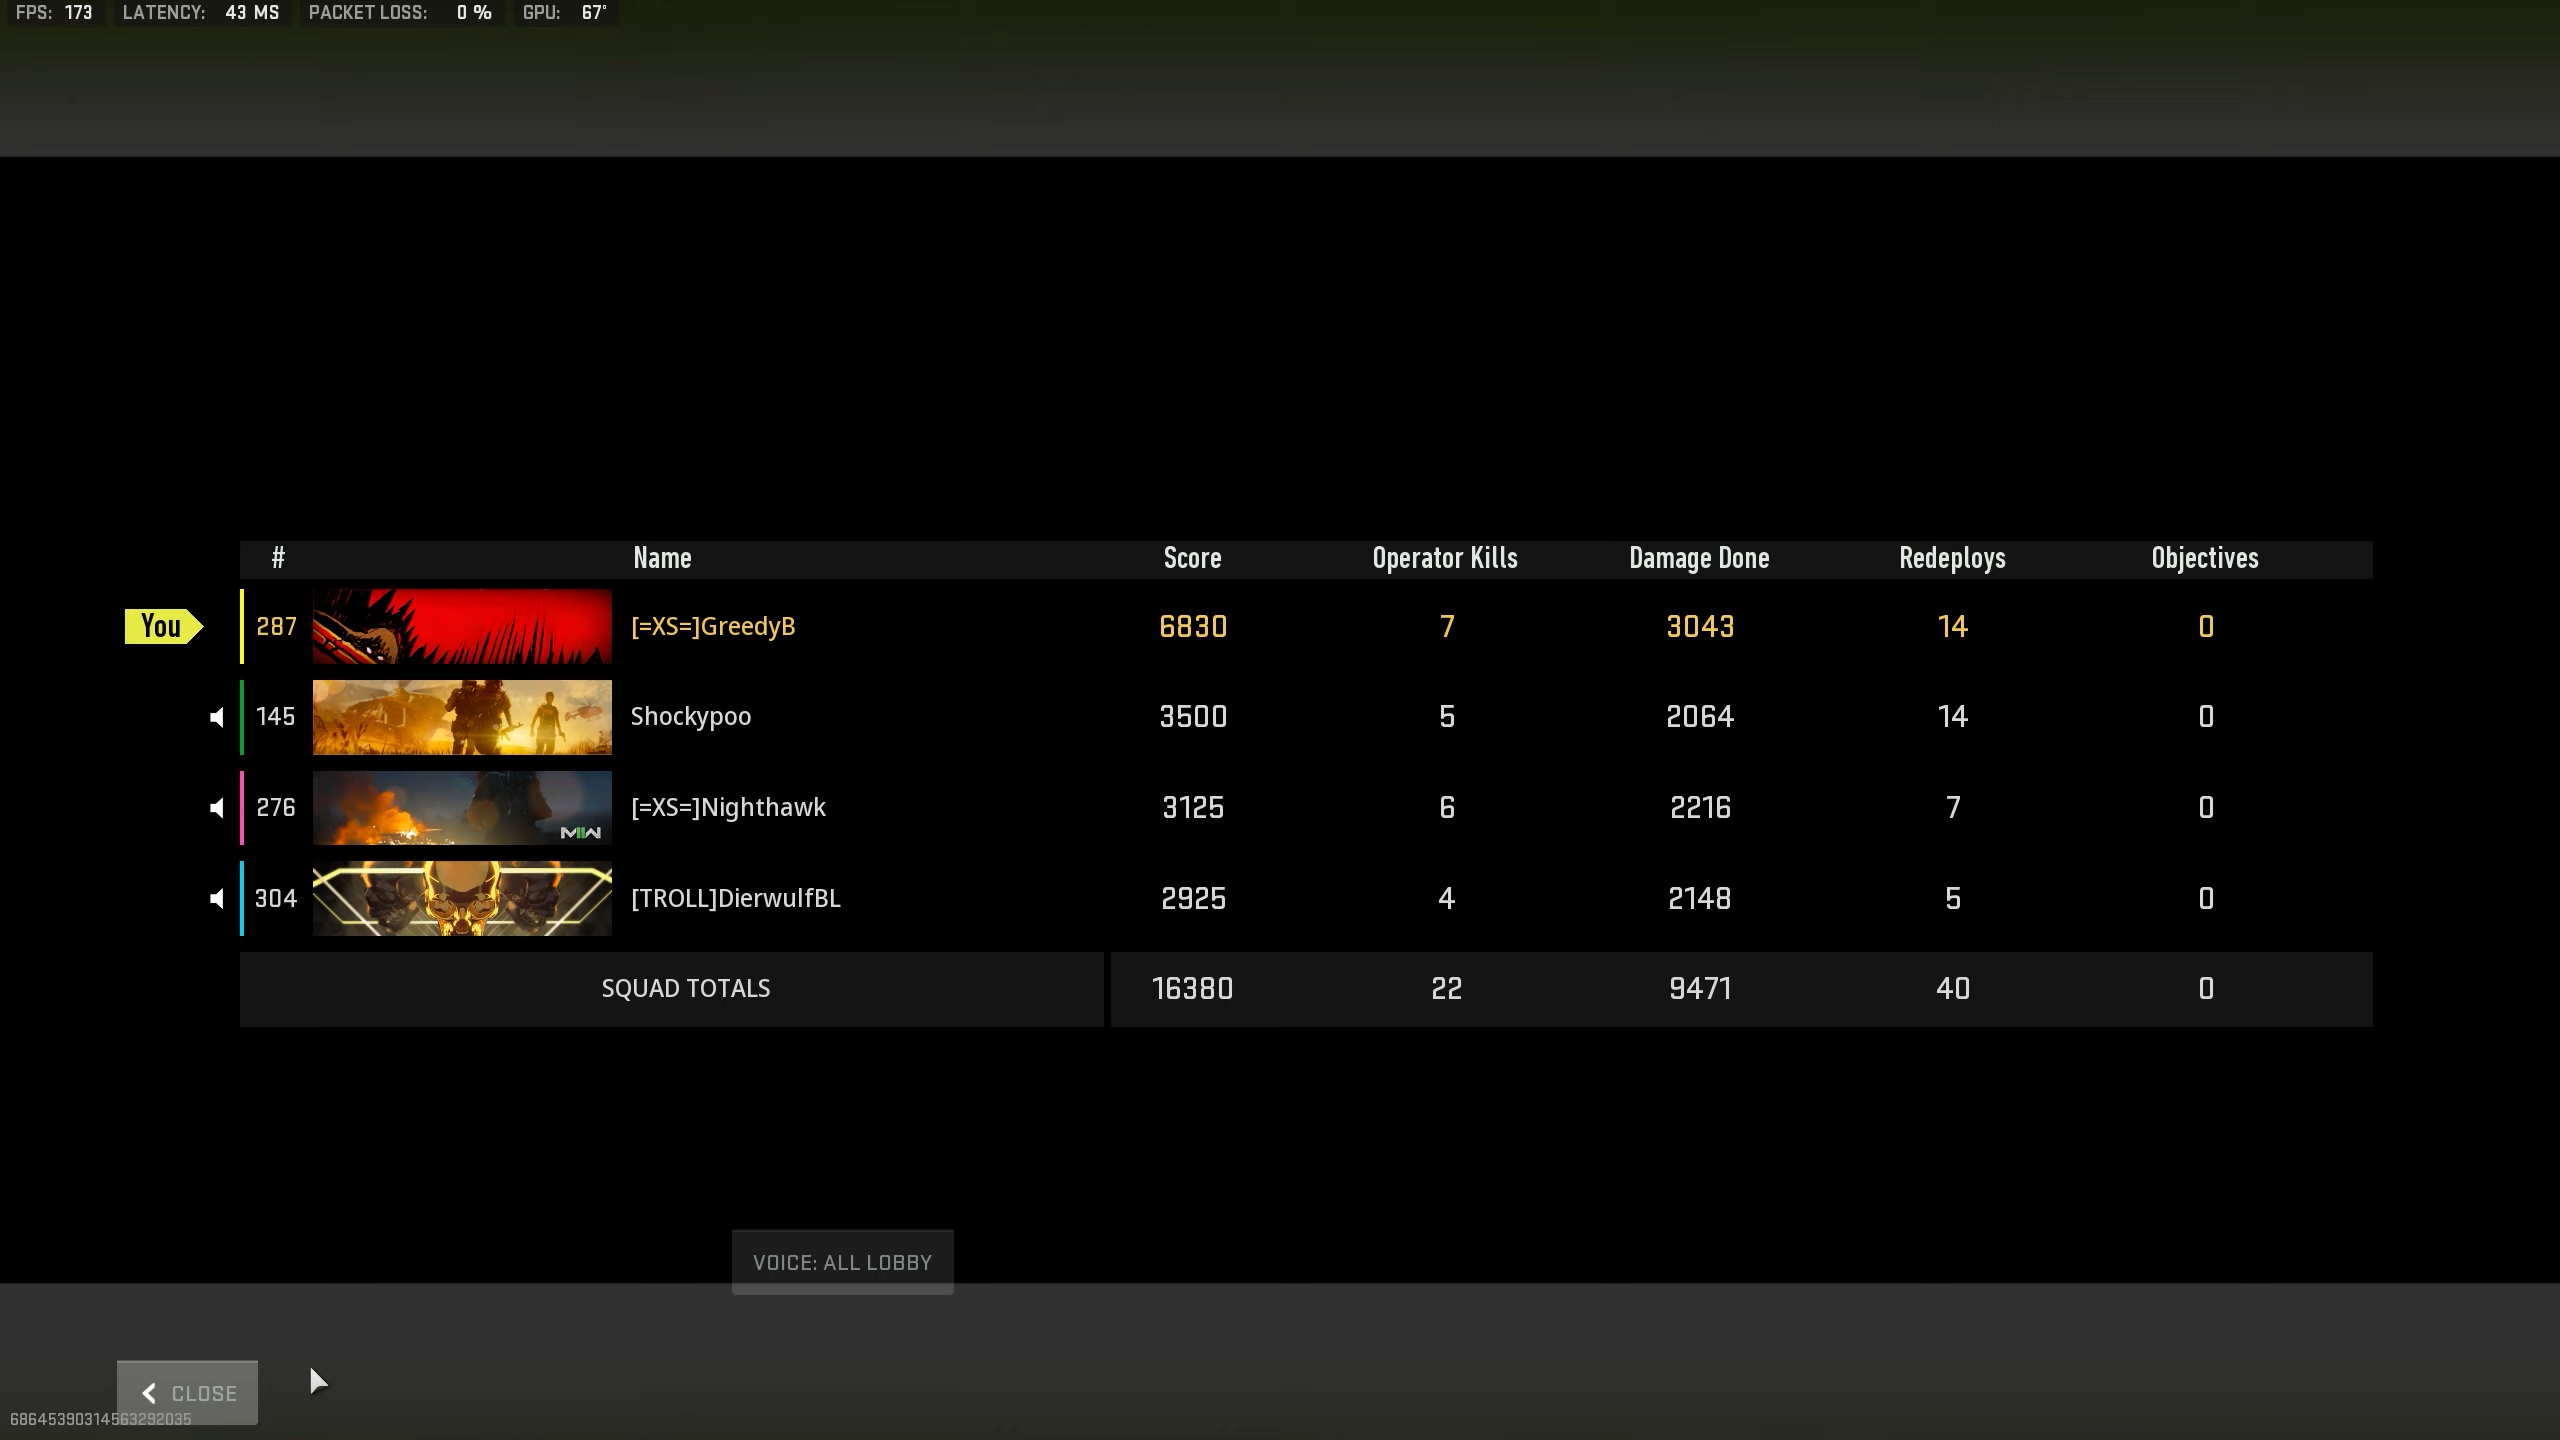 FPS: 173 LATENCY: 43 MS PACKET LOSS: 0 % GPU: 67°
# Name Score Operator Kills Damage Done Redeploys Objectives
You 287 [=XS=]GreedyB 6830 7 3043 14 0
145 Shockypoo 3500 5 2064 14 0
276 MIIW [=XS=]Nighthawk 3125 6 2216 7 0
304 [TROLL]DierwulfBL 2925 4 2148 5 0
SQUAD TOTALS 16380 22 9471 40 0
VOICE: ALL LOBBY
CLOSE
68645390314563292035